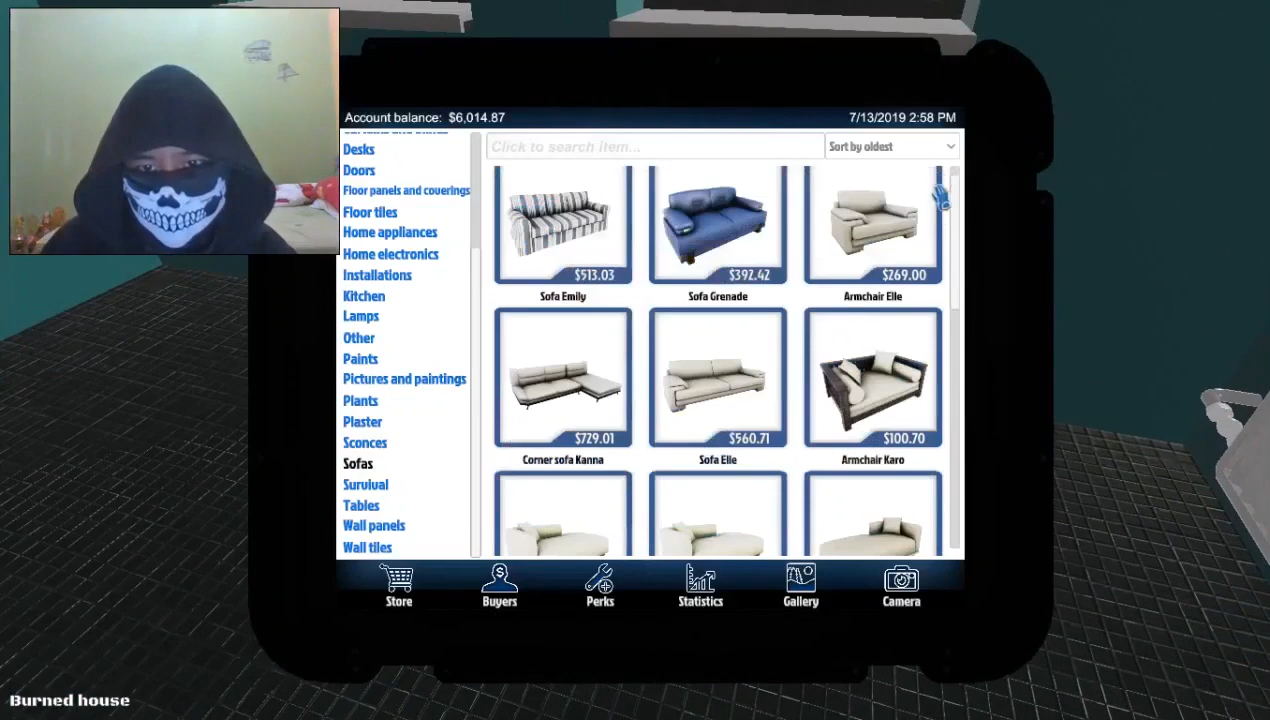 Account balance: $6,014.87
7/13/2019 2:58 PM
Desks
Doors
Floor panels and coverings
Floor tiles
Home appliances
Home electronics
Installations
Kitchen
Lamps
Other
Paints
Pictures and paintings
Plants
Plaster
Sconces
Sofas
Survival
Tables
Wall panels
Wall tiles
Click to search item...
Sort by oldest
$513.03
$392.42
$269.00
Sofa Emily
Sofa Grenade
Armchair Elle
$729.01
$560.71
$100.70
Corner sofa Kanna
Sofa Elle
Armchair Karo
Store
Buyers
Perks
Statistics
Gallery
Camera
Burned house